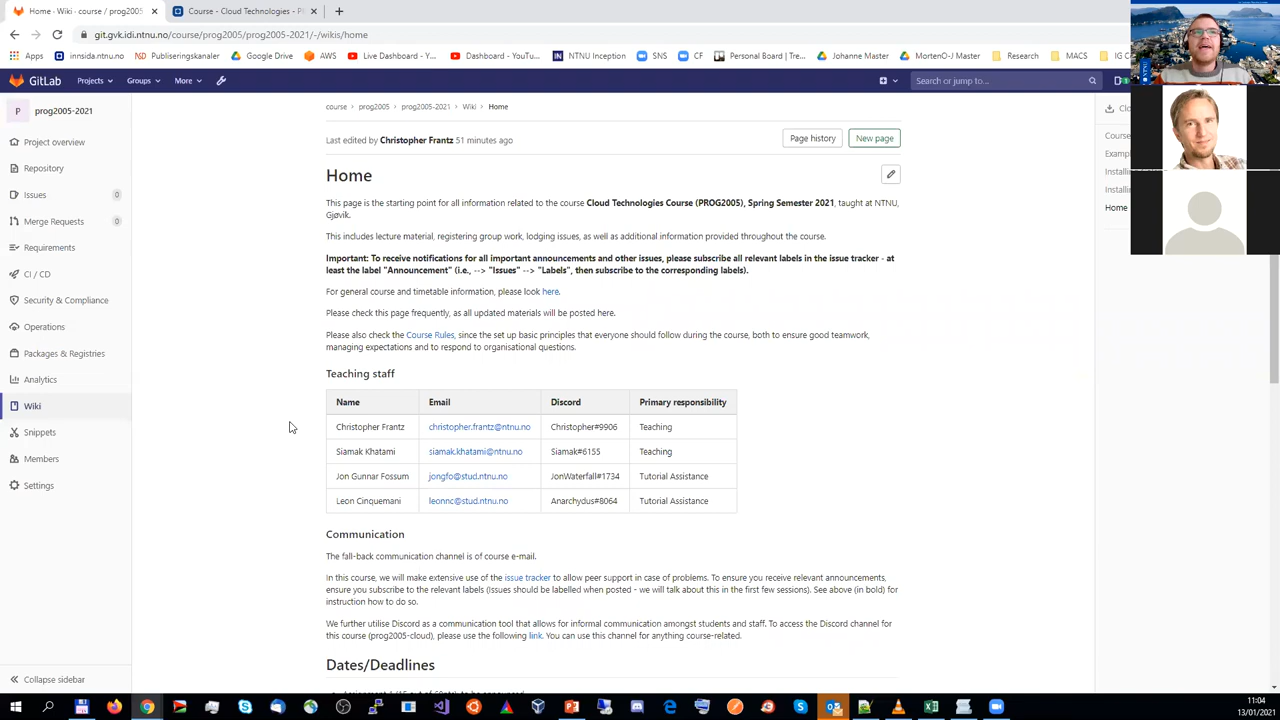 Home · Wiki · course / prog2005
Course - Cloud Technologies - P
git.gvk.idi.ntnu.no/course/prog2005/prog2005-2021/-/wikis/home
Apps
innsida.ntnu.no
Publiseringskanaler
Google Drive
AWS
Live Dashboard - Y...
Dashboard - YouTu...
NTNU Inception
SNS
CF
Personal Board | Tre...
Johanne Master
MortenO-J Master
Research
MACS
IG C
GitLab
Projects
Groups
More
Search or jump to...
P prog2005-2021
Project overview
Repository
Issues 0
Merge Requests 0
Requirements
CI / CD
Security & Compliance
Operations
Packages & Registries
Analytics
Wiki
Snippets
Members
Settings
Collapse sidebar
course > prog2005 > prog2005-2021 > Wiki > Home
Last edited by Christopher Frantz 51 minutes ago
Page history
New page
Home
This page is the starting point for all information related to the course Cloud Technologies Course (PROG2005), Spring Semester 2021, taught at NTNU,
Gjøvik.
This includes lecture material, registering group work, lodging issues, as well as additional information provided throughout the course.
Important: To receive notifications for all important announcements and other issues, please subscribe all relevant labels in the issue tracker - at
least the label "Announcement" (i.e., --> "Issues" --> "Labels", then subscribe to the corresponding labels).
For general course and timetable information, please look here.
Please check this page frequently, as all updated materials will be posted here.
Please also check the Course Rules, since the set up basic principles that everyone should follow during the course, both to ensure good teamwork,
managing expectations and to respond to organisational questions.
Teaching staff
Name Email Discord Primary responsibility
Christopher Frantz christopher.frantz@ntnu.no Christopher#9906 Teaching
Siamak Khatami siamak.khatami@ntnu.no Siamak#6155 Teaching
Jon Gunnar Fossum jongfo@stud.ntnu.no JonWaterfall#1734 Tutorial Assistance
Leon Cinquemani leonnc@stud.ntnu.no Anarchydus#8064 Tutorial Assistance
Communication
The fall-back communication channel is of course e-mail.
In this course, we will make extensive use of the issue tracker to allow peer support in case of problems. To ensure you receive relevant announcements,
ensure you subscribe to the relevant labels (Issues should be labelled when posted - we will talk about this in the first few sessions). See above (in bold) for
instruction how to do so.
We further utilise Discord as a communication tool that allows for informal communication amongst students and staff. To access the Discord channel for
this course (prog2005-cloud), please use the following link. You can use this channel for anything course-related.
Dates/Deadlines
Clo
Course
Exampl
Installin
Installin
Home
NTNU
11:04
13/01/2021